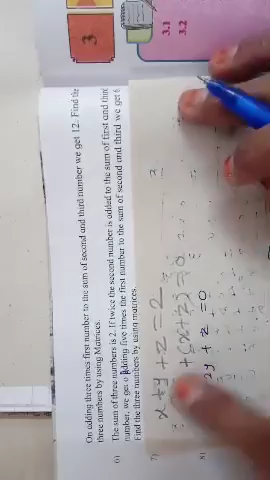 3
3.1
3.2
On adding three times first number to the sum of second and third number we get 12. Find the
three numbers by using Matrices.
(i) The sum of three numbers is 2. If twice the second number is added to the sum of first and third
number, we get adding five times the first number to the sum of second and third we get 6
Find the three numbers by using matrices.
7)
x + y + z = 2
+ (x+z) = 0
2y + z = 0
8)